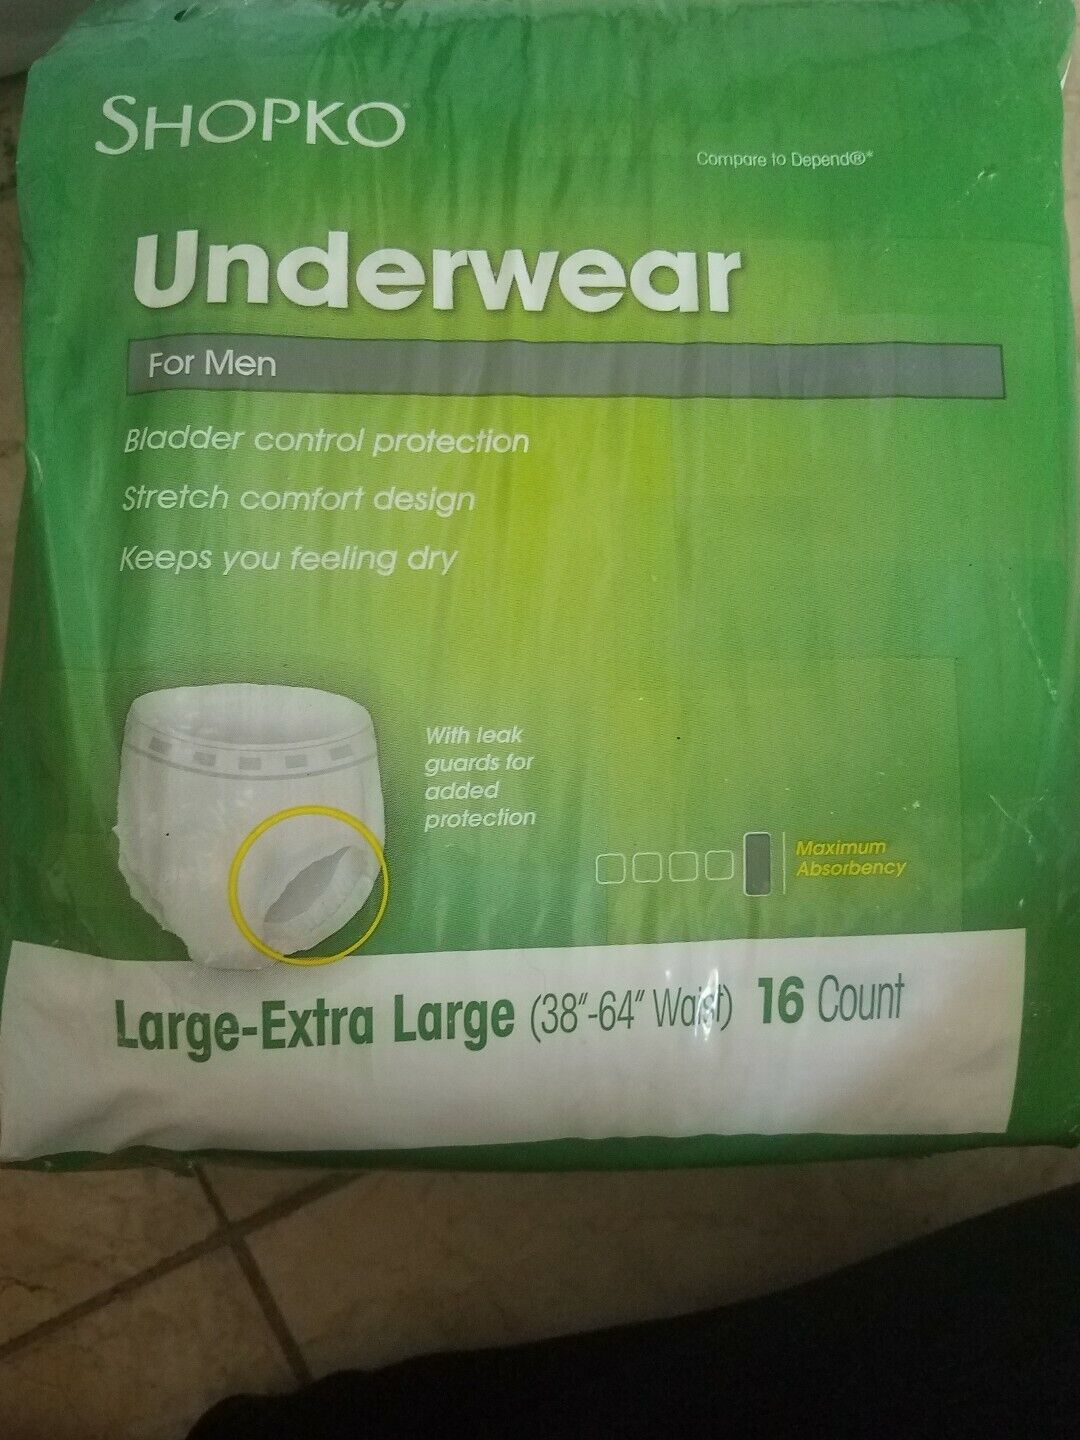 SHOPKO
Compare to Depend®*
Underwear
For Men
Bladder control protection
Stretch comfort design
Keeps you feeling dry
With leak
guards for
added
protection
Maximum
Absorbency
Large-Extra Large (38"-64" Waist) 16 Count